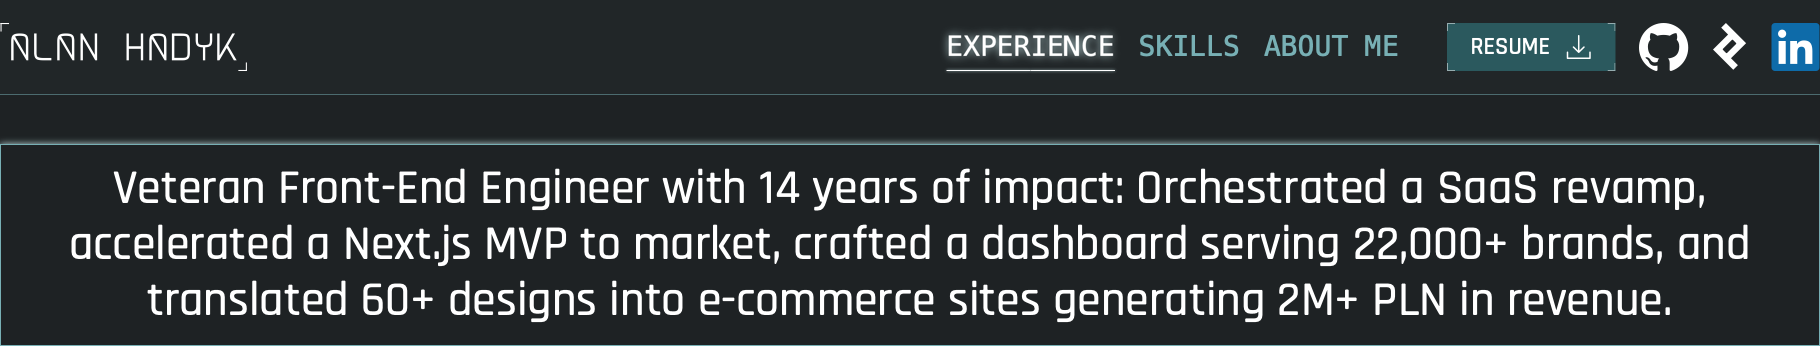 ALAN HADYK
EXPERIENCE SKILLS ABOUT ME RESUME in
Veteran Front-End Engineer with 14 years of impact: Orchestrated a SaaS revamp,
accelerated a Next.js MVP to market, crafted a dashboard serving 22,000+ brands, and
translated 60+ designs into e-commerce sites generating 2M+ PLN in revenue.